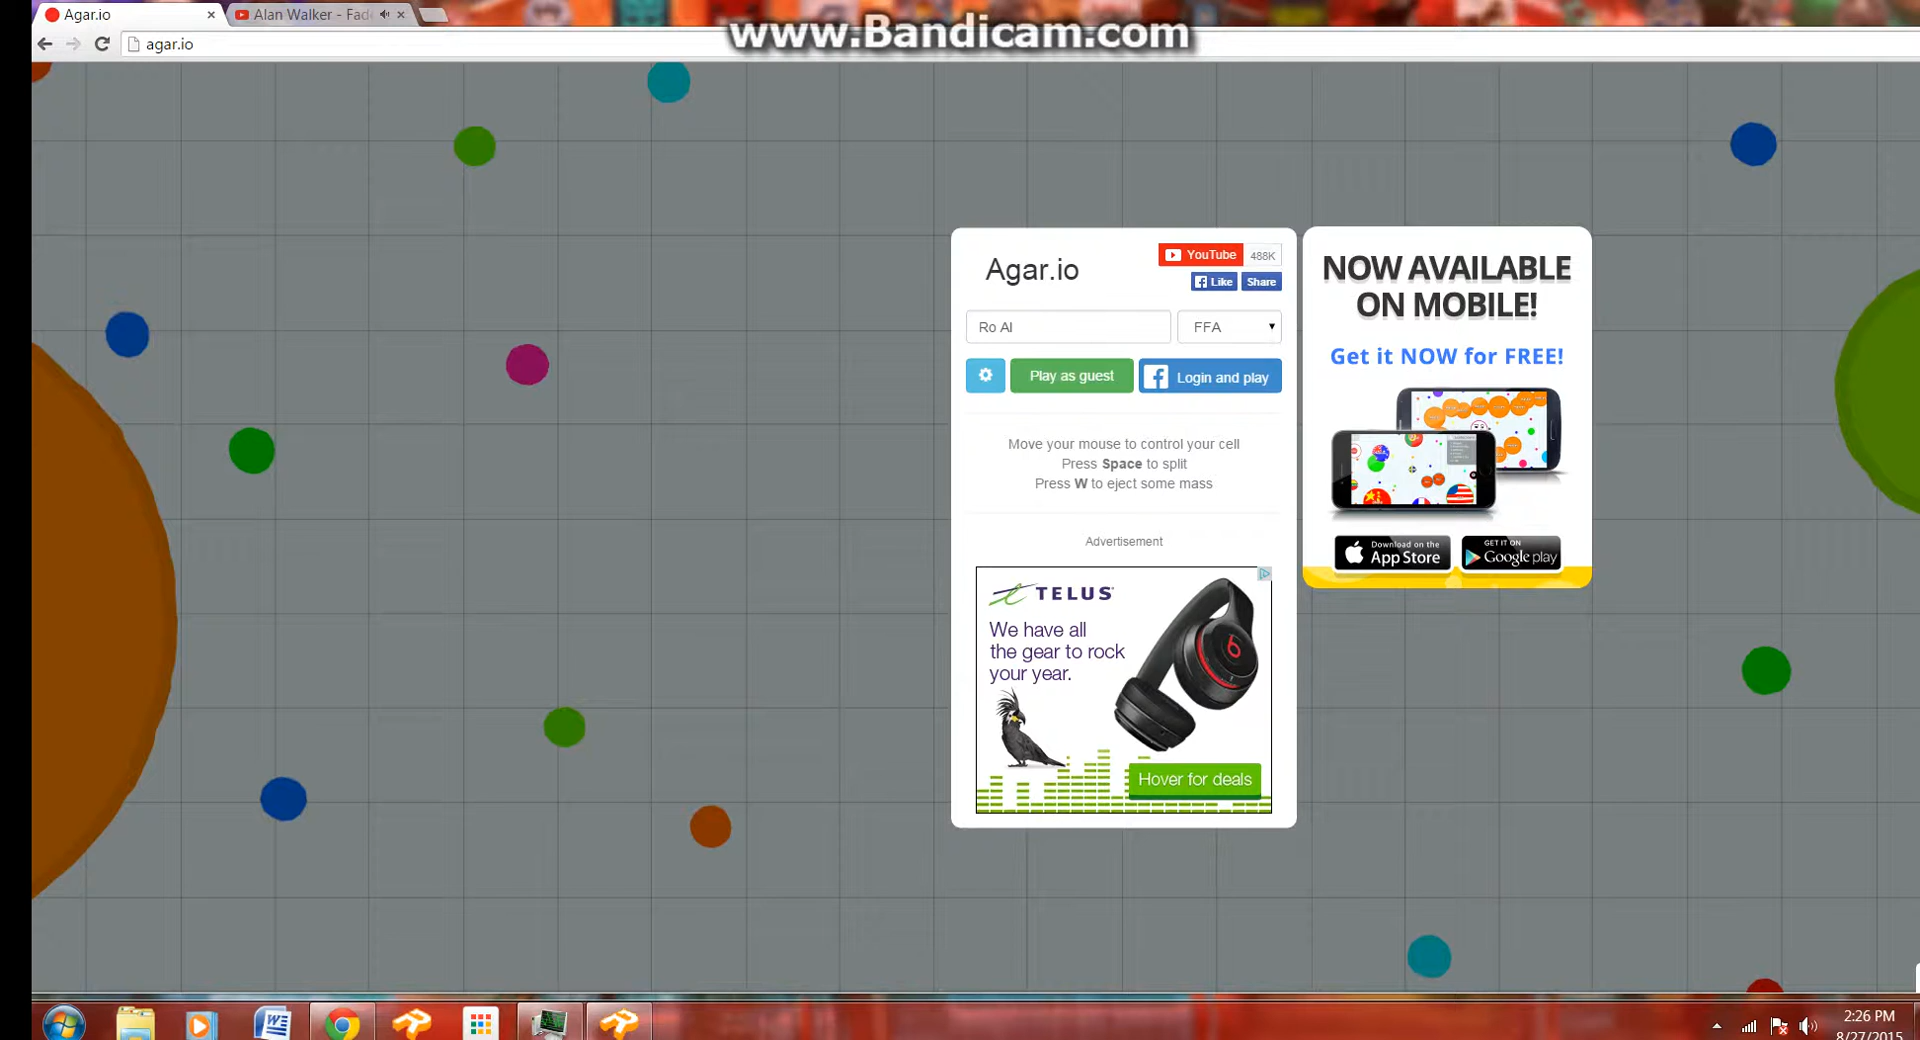 Agar.io
Alan Walker - Fade
www.Bandicam.com
agar.io
Agar.io
YouTube 488K
Like Share
Ro Al FFA
Play as guest Login and play
Move your mouse to control your cell
Press Space to split
Press W to eject some mass
Advertisement
TELUS
We have all
the gear to rock
your year.
Hover for deals
NOW AVAILABLE
ON MOBILE!
Get it NOW for FREE!
Download on the
App Store
GET IT ON
Google play
2:26 PM
8/27/2015